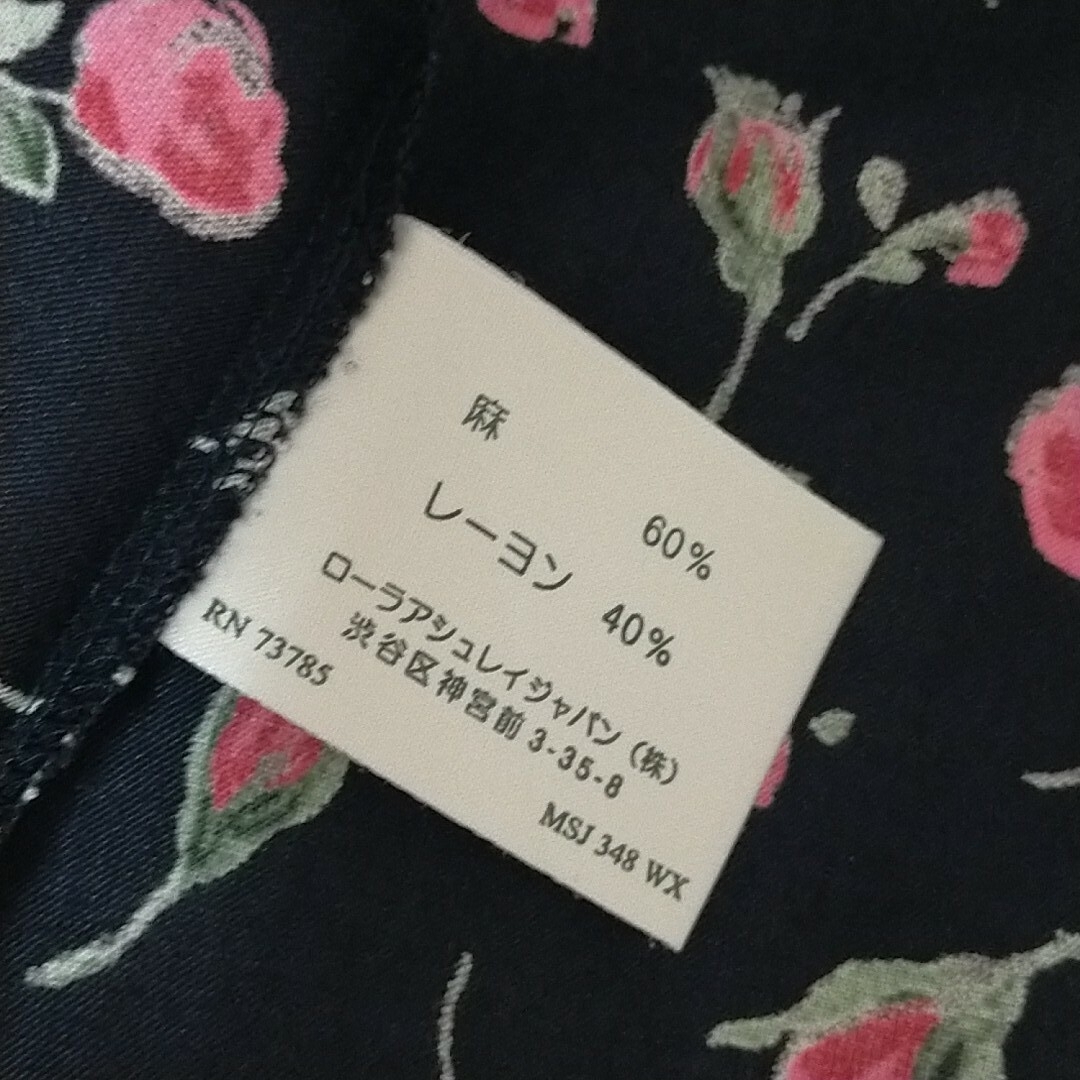 麻 60%
レーヨン 40%
ローラアシュレイジャパン（株）
渋谷区神宮前 3-35-8
RN 73785 MSJ 348 WX